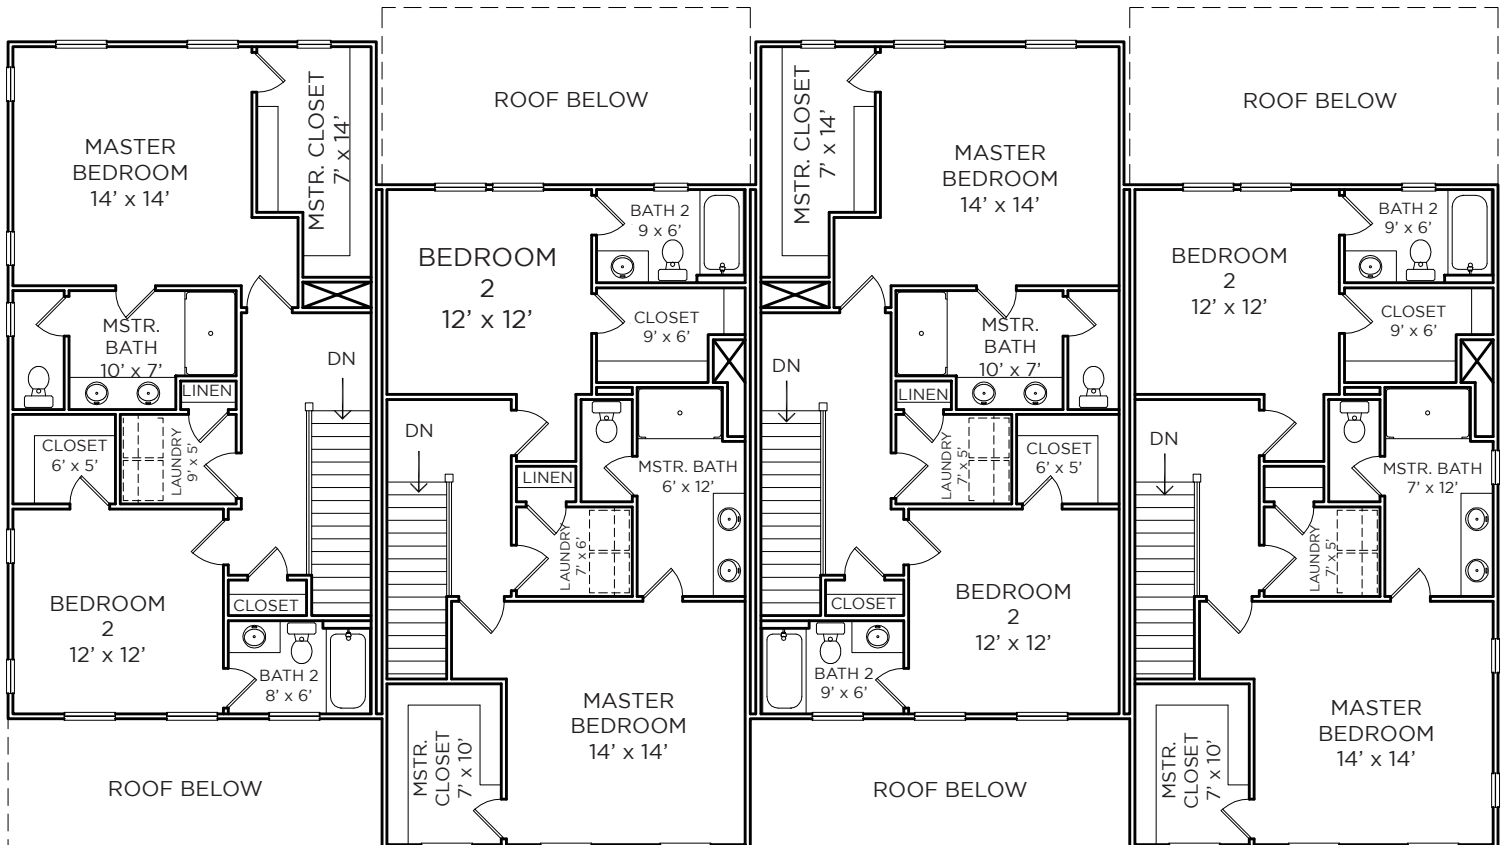 MASTER
BEDROOM
14' x 14'
MSTR. CLOSET
7' x 14'
MSTR.
BATH
10' x 7'
LINEN
DN
CLOSET
6' x 5'
LAUNDRY
9' x 5'
BEDROOM
2
12' x 12'
CLOSET
BATH 2
8' x 6'
ROOF BELOW
ROOF BELOW
BEDROOM
2
12' x 12'
BATH 2
9' x 6'
CLOSET
9' x 6'
DN
LINEN
MSTR. BATH
6' x 12'
LAUNDRY
7' x 6'
MASTER
BEDROOM
14' x 14'
MSTR.
CLOSET
7' x 10'
MSTR. CLOSET
7' x 14'
MASTER
BEDROOM
14' x 14'
DN
MSTR.
BATH
10' x 7'
LINEN
LAUNDRY
7' x 5'
CLOSET
6' x 5'
BEDROOM
2
12' x 12'
CLOSET
BATH 2
9' x 6'
ROOF BELOW
ROOF BELOW
BEDROOM
2
12' x 12'
BATH 2
9' x 6'
CLOSET
9' x 6'
DN
MSTR. BATH
7' x 12'
LAUNDRY
7' x 5'
MASTER
BEDROOM
14' x 14'
MSTR.
CLOSET
7' x 10'